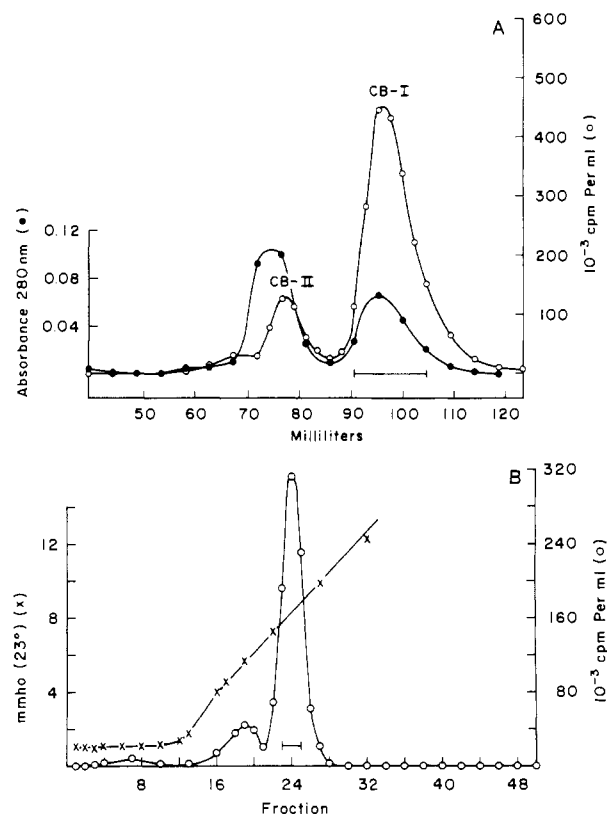 A
CB-I
CB-II
Absorbance 280nm (●)
0.12
0.08
0.04
600
500
400
300
200
100
10⁻³ cpm Per ml (o)
50 60 70 80 90 100 110 120
Milliliters
B
mmho (23°) (x)
12
8
4
320
240
160
80
10⁻³ cpm Per ml (o)
8 16 24 32 40 48
Fraction